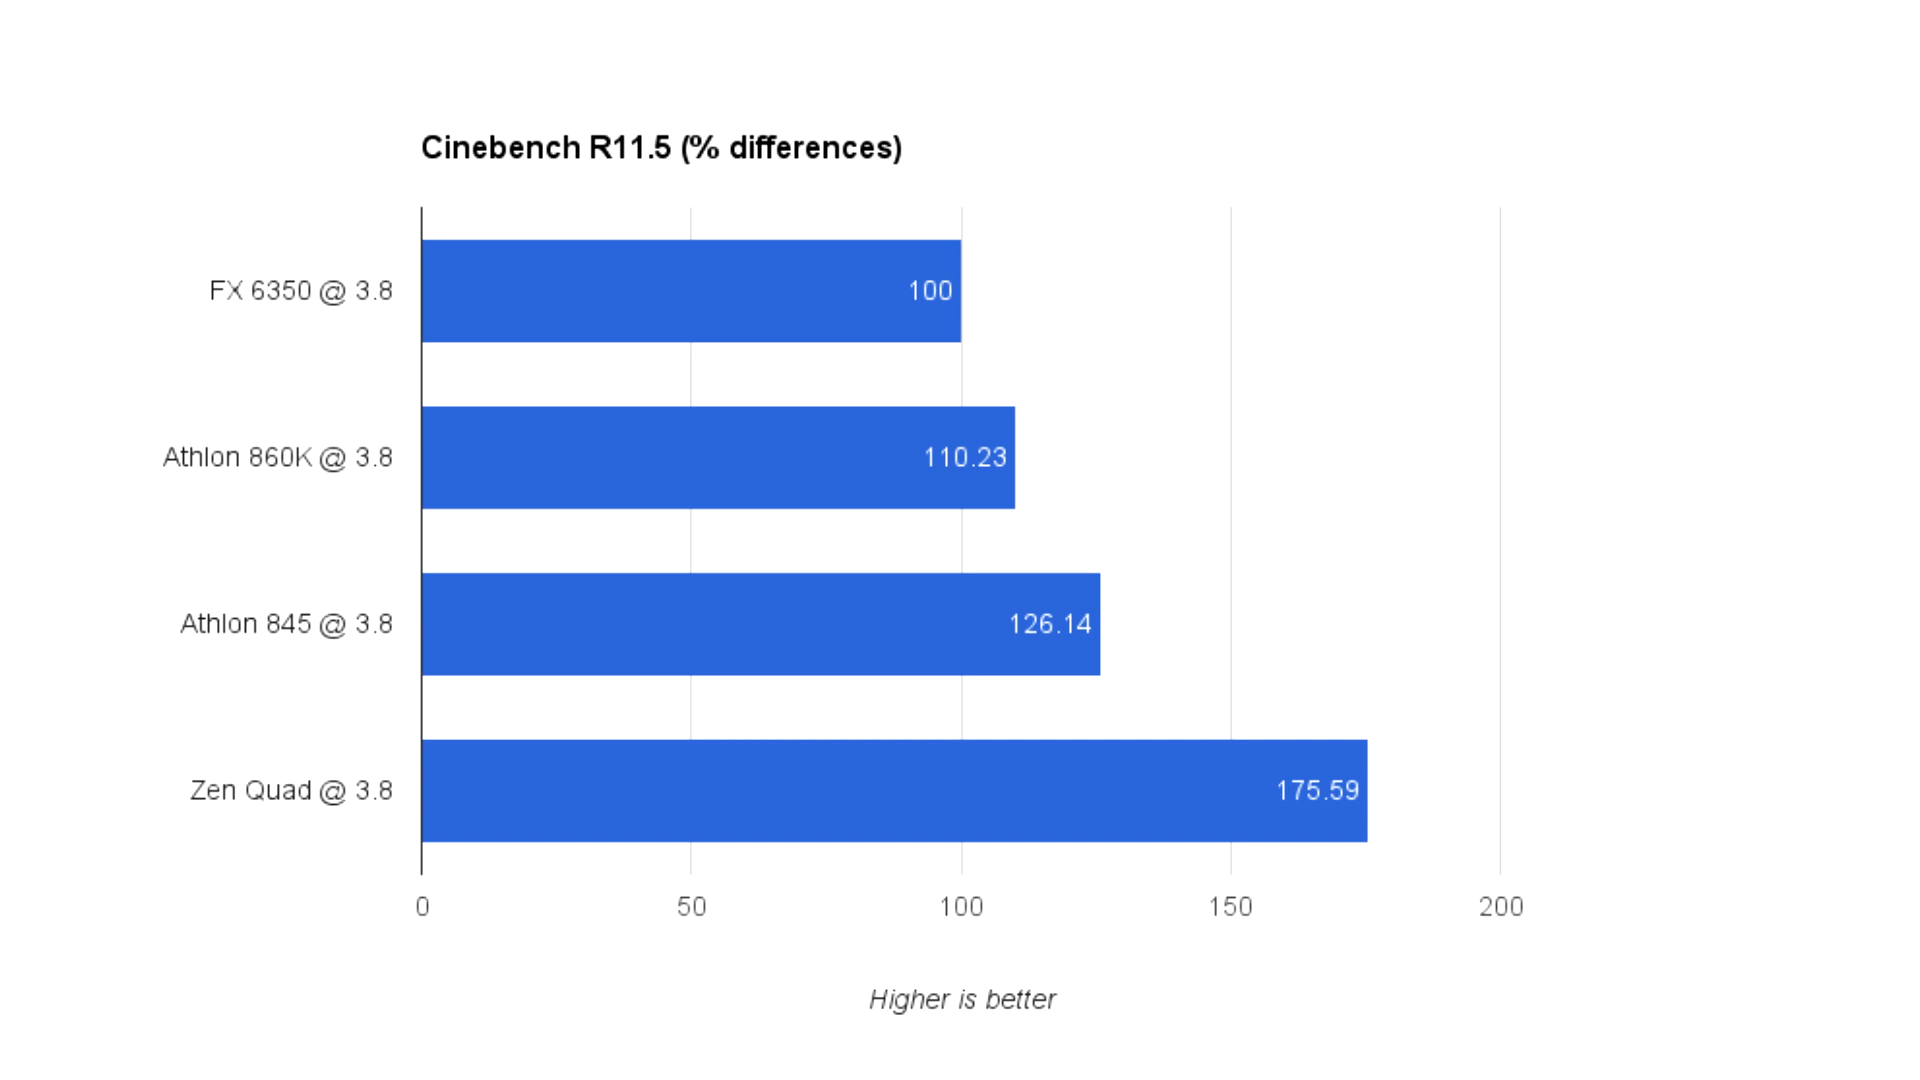 Cinebench R11.5 (% differences)
FX 6350 @ 3.8
100
Athlon 860K @ 3.8
110.23
Athlon 845 @ 3.8
126.14
Zen Quad @ 3.8
175.59
0 50 100 150 200
Higher is better